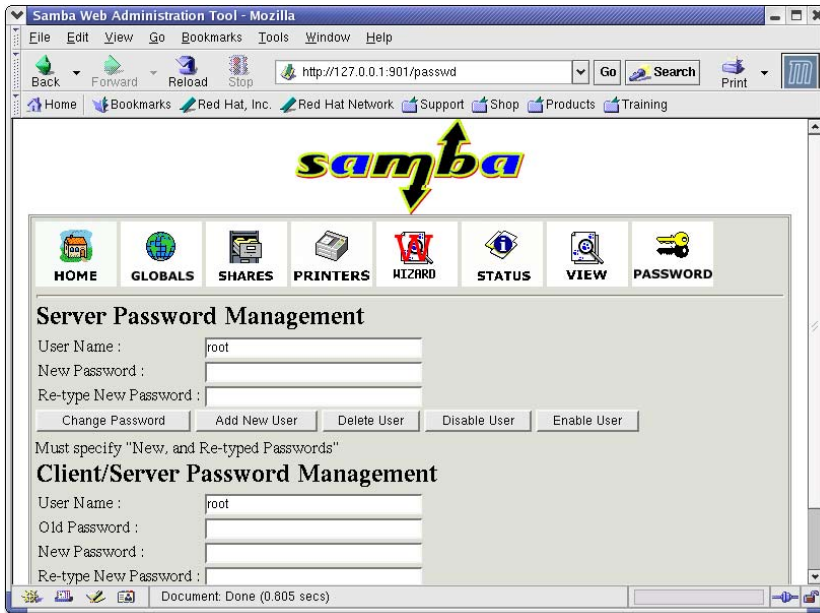 Samba Web Administration Tool - Mozilla
File Edit View Go Bookmarks Tools Window Help
Back Forward Reload Stop http://127.0.0.1:901/passwd Go Search Print
Home Bookmarks Red Hat, Inc. Red Hat Network Support Shop Products Training
samba
HOME GLOBALS SHARES PRINTERS WIZARD STATUS VIEW PASSWORD
Server Password Management
User Name : root
New Password :
Re-type New Password :
Change Password Add New User Delete User Disable User Enable User
Must specify "New, and Re-typed Passwords"
Client/Server Password Management
User Name : root
Old Password :
New Password :
Re-type New Password :
Document: Done (0.805 secs)